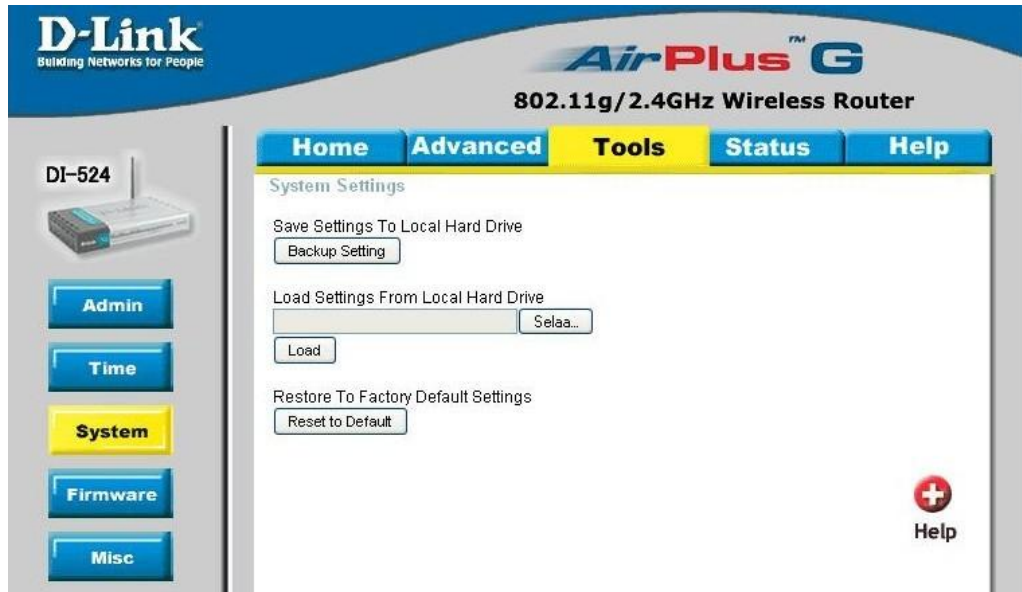 D-Link
Building Networks for People
AirPlus™G
802.11g/2.4GHz Wireless Router
DI-524
Home
Advanced
Tools
Status
Help
Admin
Time
System
Firmware
Misc
System Settings
Save Settings To Local Hard Drive
Backup Setting
Load Settings From Local Hard Drive
Selaa...
Load
Restore To Factory Default Settings
Reset to Default
Help